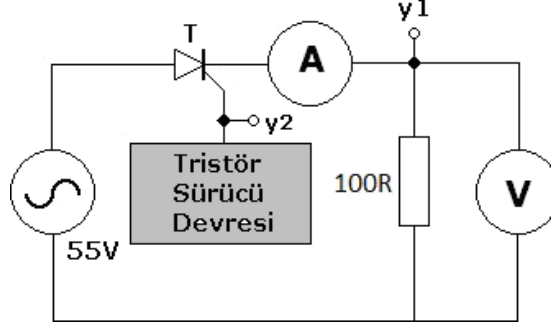 y1
T
A
y2
Tristör
Sürücü
Devresi
100R
V
55V